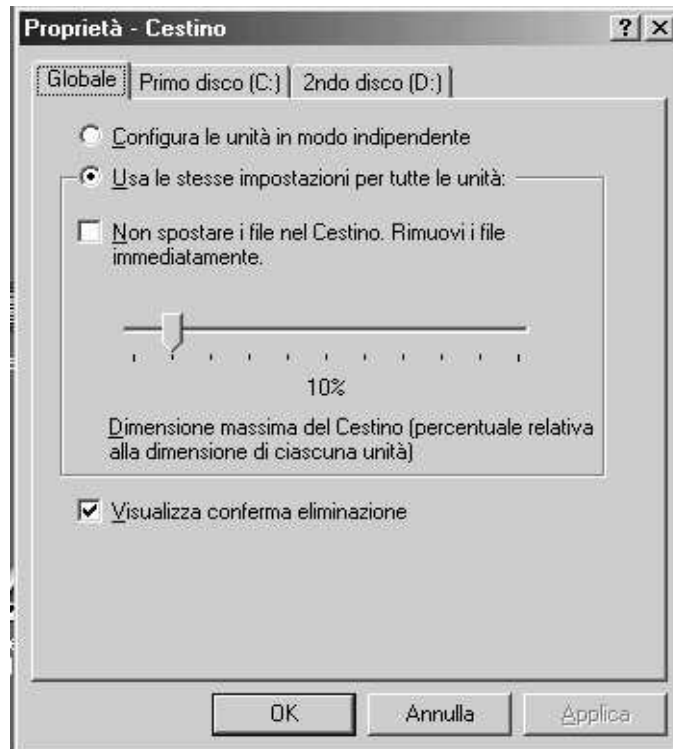 Proprietà - Cestino
Globale Primo disco (C:) 2ndo disco (D:)
Configura le unità in modo indipendente
Usa le stesse impostazioni per tutte le unità:
Non spostare i file nel Cestino. Rimuovi i file
immediatamente.
10%
Dimensione massima del Cestino (percentuale relativa
alla dimensione di ciascuna unità)
Visualizza conferma eliminazione
OK Annulla Applica